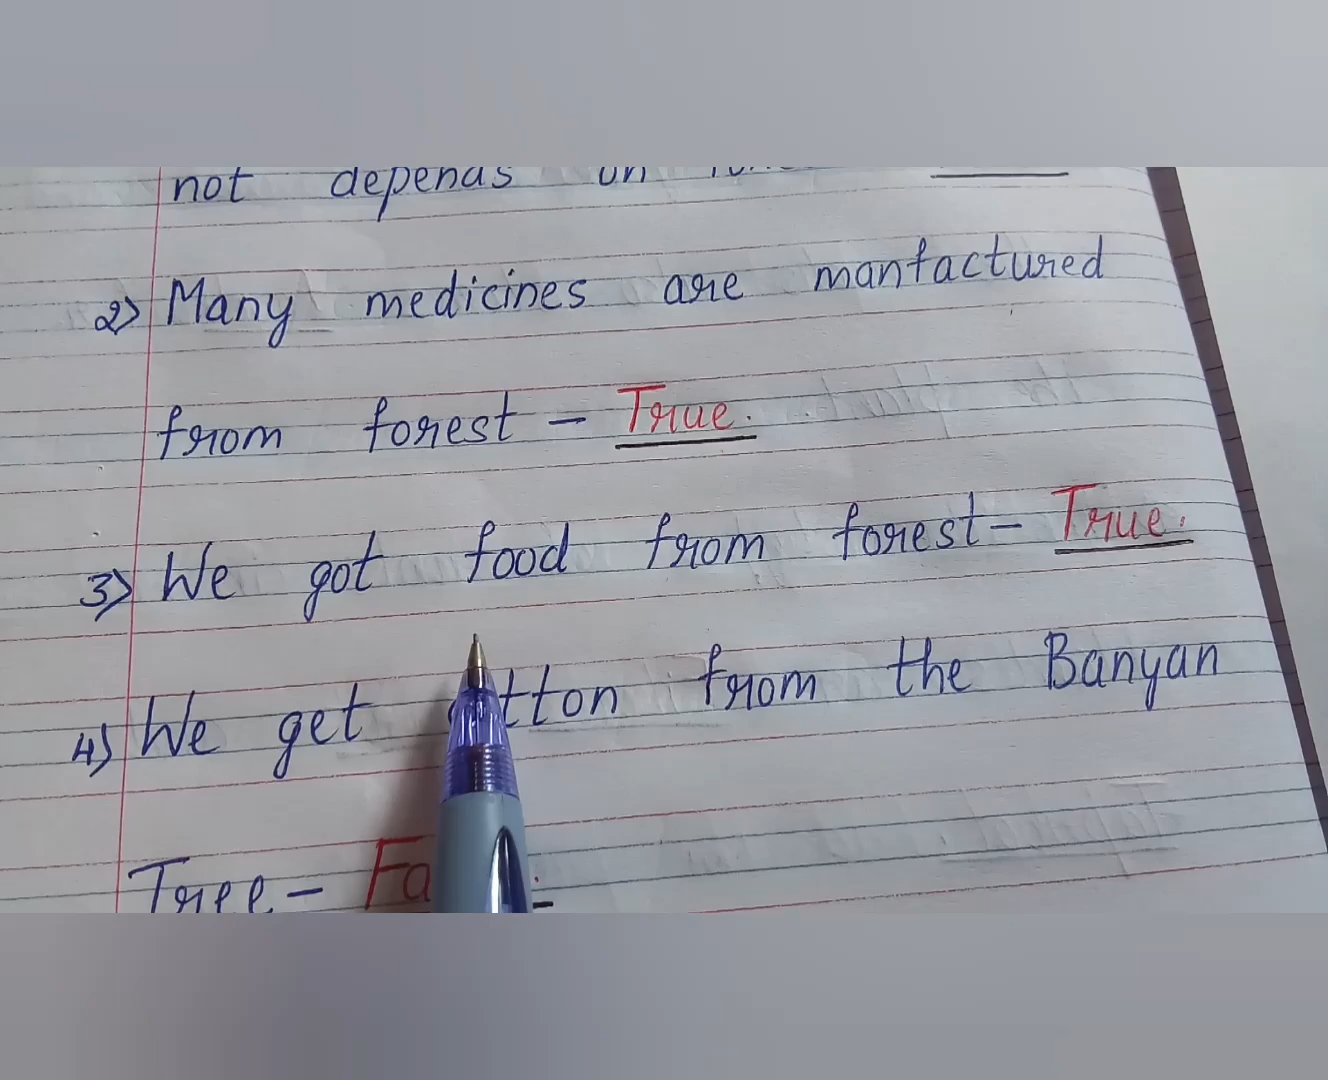 not depends on
2) Many medicines are manfactured
from forest - True.
3) We got food from forest - True.
4) We get from the Banyan
Tree -